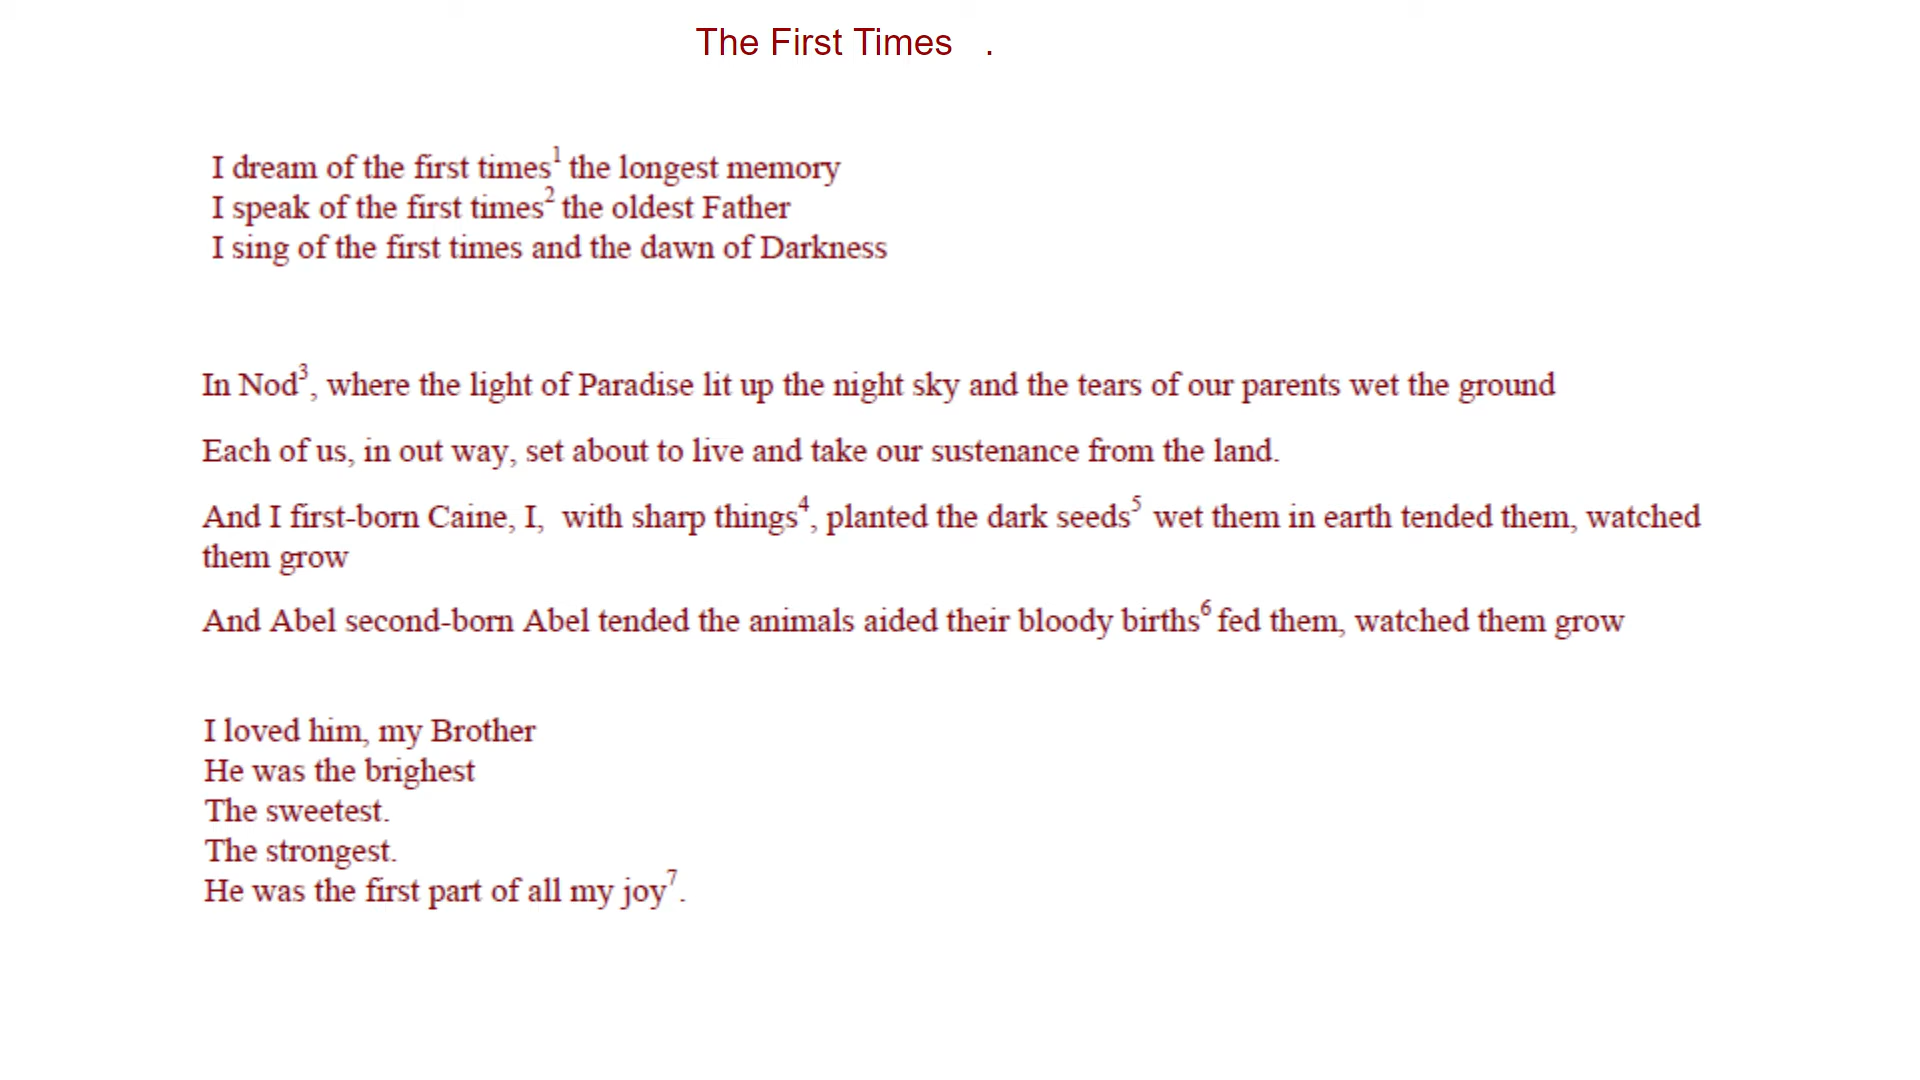 The First Times .
I dream of the first times¹ the longest memory
I speak of the first times² the oldest Father
I sing of the first times and the dawn of Darkness
In Nod³, where the light of Paradise lit up the night sky and the tears of our parents wet the ground
Each of us, in out way, set about to live and take our sustenance from the land.
And I first-born Caine, I, with sharp things⁴, planted the dark seeds⁵ wet them in earth tended them, watched
them grow
And Abel second-born Abel tended the animals aided their bloody births⁶ fed them, watched them grow
I loved him, my Brother
He was the brighest
The sweetest.
The strongest.
He was the first part of all my joy⁷.